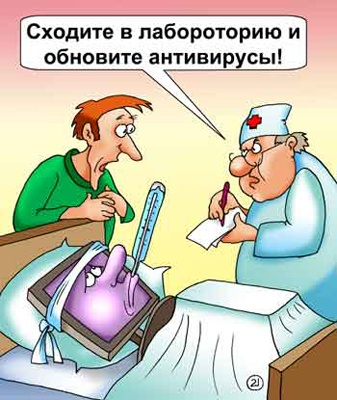 Сходите в лабороторию и
обновите антивирусы!